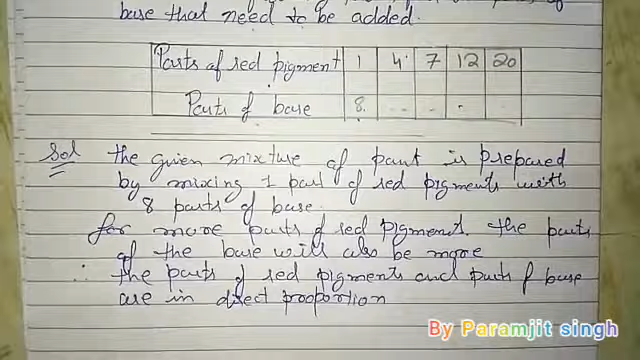 base that need to be added.
Parts of red pigment 1 4 7 12 20
Parts of base 8 .. .. . ..
Sol the given mixture of paint is prepared
by mixing 1 part of red pigments with
8 parts of base.
for more parts of red pigment. the parts
of the base will also be more
∴ the parts of red pigments and parts of base
are in direct proportion
By Paramjit singh